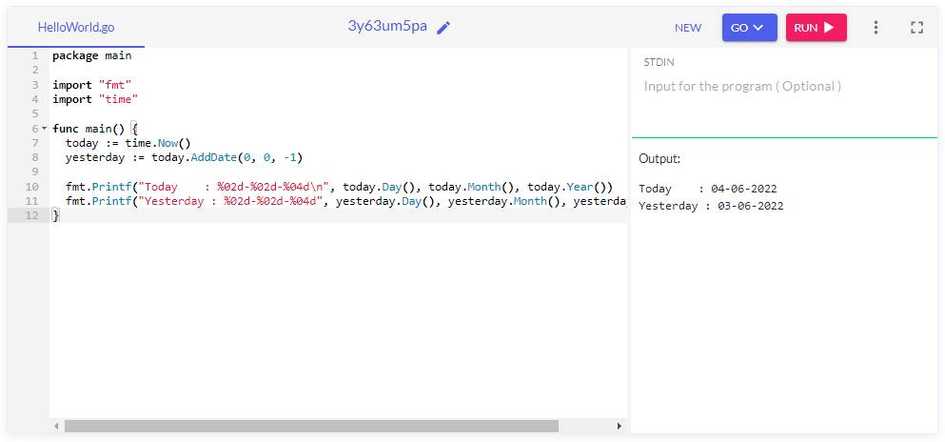 HelloWorld.go
3y63um5pa
NEW
GO
RUN
1 package main
2
3 import "fmt"
4 import "time"
5
6 func main() {
7   today := time.Now()
8   yesterday := today.AddDate(0, 0, -1)
9
10   fmt.Printf("Today    : %02d-%02d-%04d\n", today.Day(), today.Month(), today.Year())
11   fmt.Printf("Yesterday : %02d-%02d-%04d", yesterday.Day(), yesterday.Month(), yesterda
12 }
STDIN
Input for the program ( Optional )
Output:
Today    : 04-06-2022
Yesterday : 03-06-2022